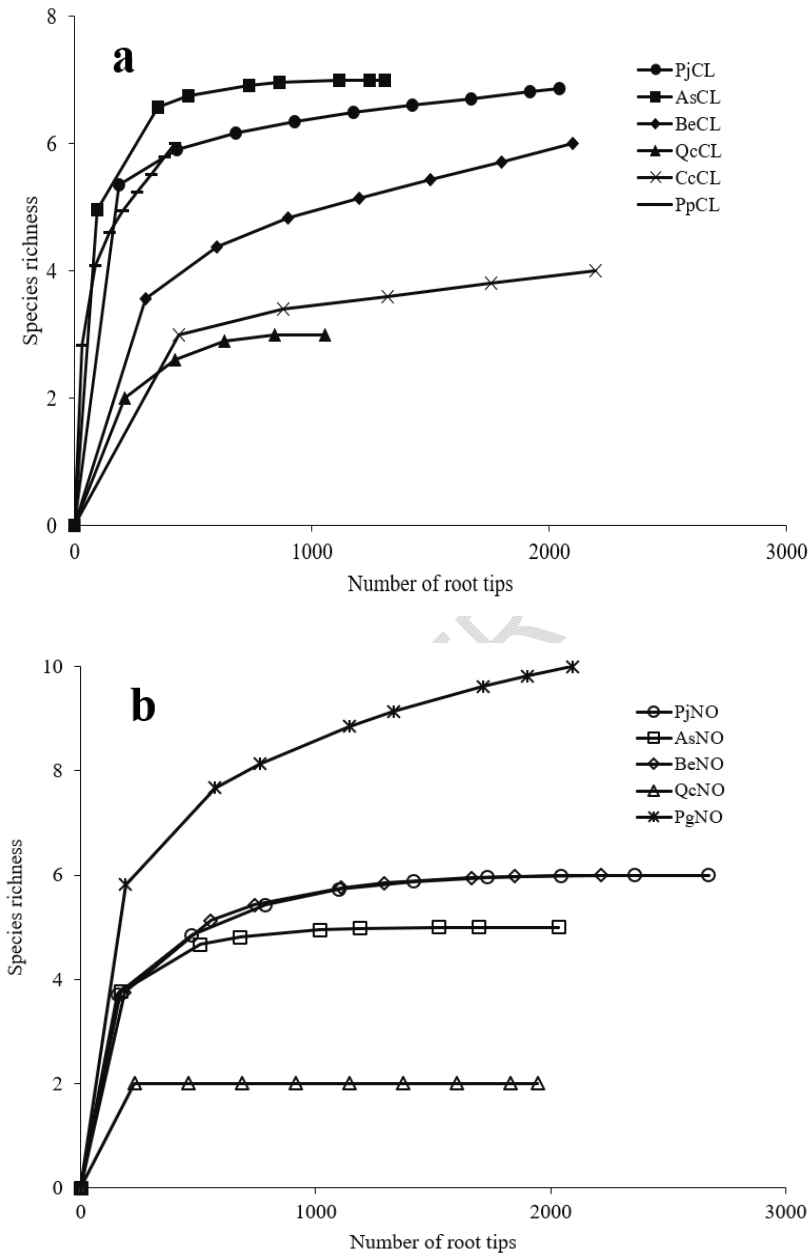 8
a
PjCL
AsCL
6
BeCL
QcCL
CcCL
PpCL
Species richness
4
2
0
0
1000
2000
3000
Number of root tips
10
b
PjNO
AsNO
8
BeNO
QcNO
PgNO
Species richness
6
4
2
0
0
1000
2000
3000
Number of root tips